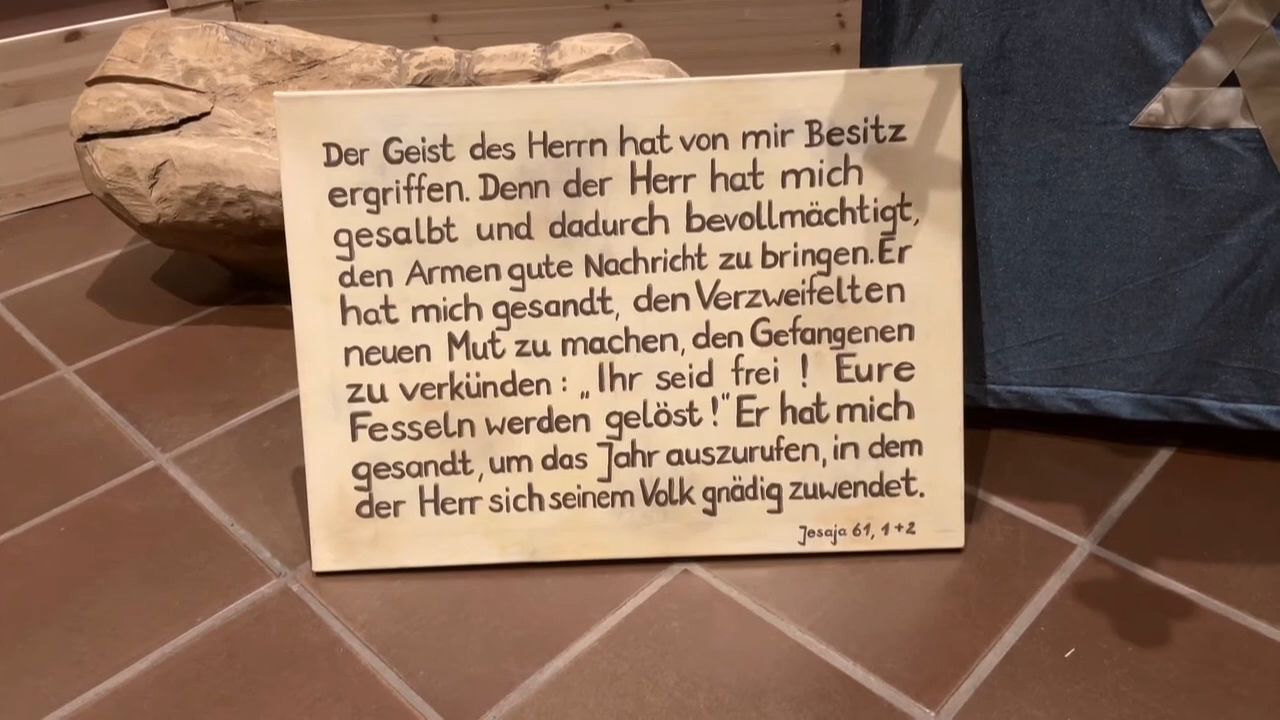 Der Geist des Herrn hat von mir Besitz
ergriffen. Denn der Herr hat mich
gesalbt und dadurch bevollmächtigt,
den Armen gute Nachricht zu bringen. Er
hat mich gesandt, den Verzweifelten
neuen Mut zu machen, den Gefangenen
zu verkünden: „Ihr seid frei! Eure
Fesseln werden gelöst!" Er hat mich
gesandt, um das Jahr auszurufen, in dem
der Herr sich seinem Volk gnädig zuwendet.
Jesaja 61, 1+2